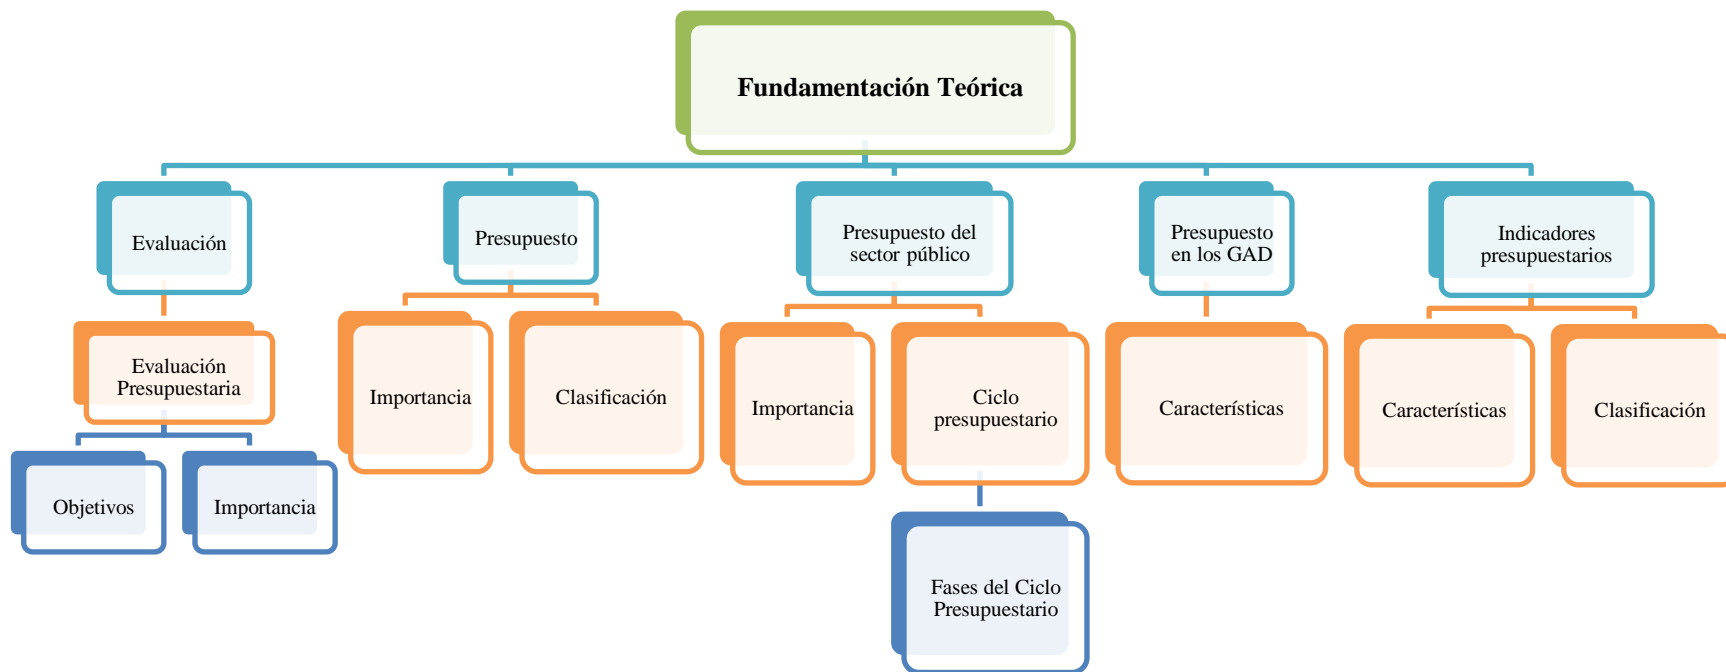 Fundamentación Teórica
Evaluación
Presupuesto
Presupuesto del
sector público
Presupuesto
en los GAD
Indicadores
presupuestarios
Evaluación
Presupuestaria
Importancia
Clasificación
Importancia
Ciclo
presupuestario
Características
Características
Clasificación
Objetivos
Importancia
Fases del Ciclo
Presupuestario